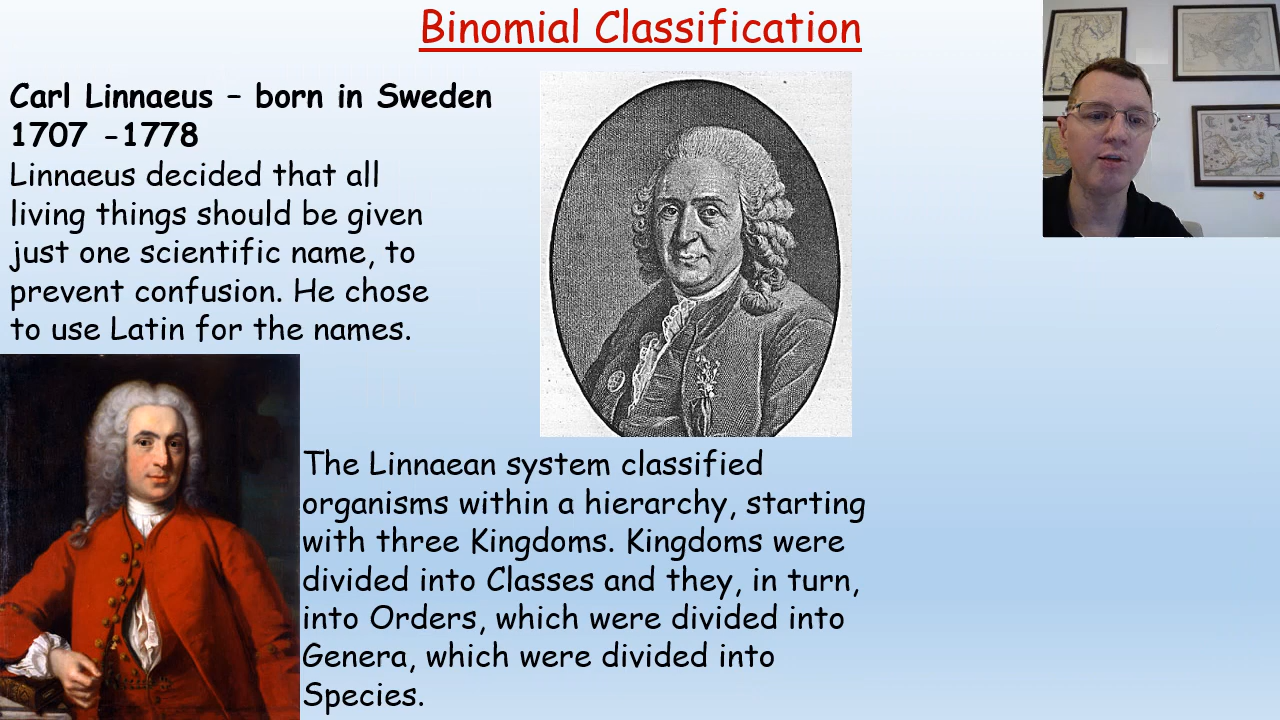 Binomial Classification
Carl Linnaeus – born in Sweden
1707 -1778
Linnaeus decided that all
living things should be given
just one scientific name, to
prevent confusion. He chose
to use Latin for the names.
The Linnaean system classified
organisms within a hierarchy, starting
with three Kingdoms. Kingdoms were
divided into Classes and they, in turn,
into Orders, which were divided into
Genera, which were divided into
Species.